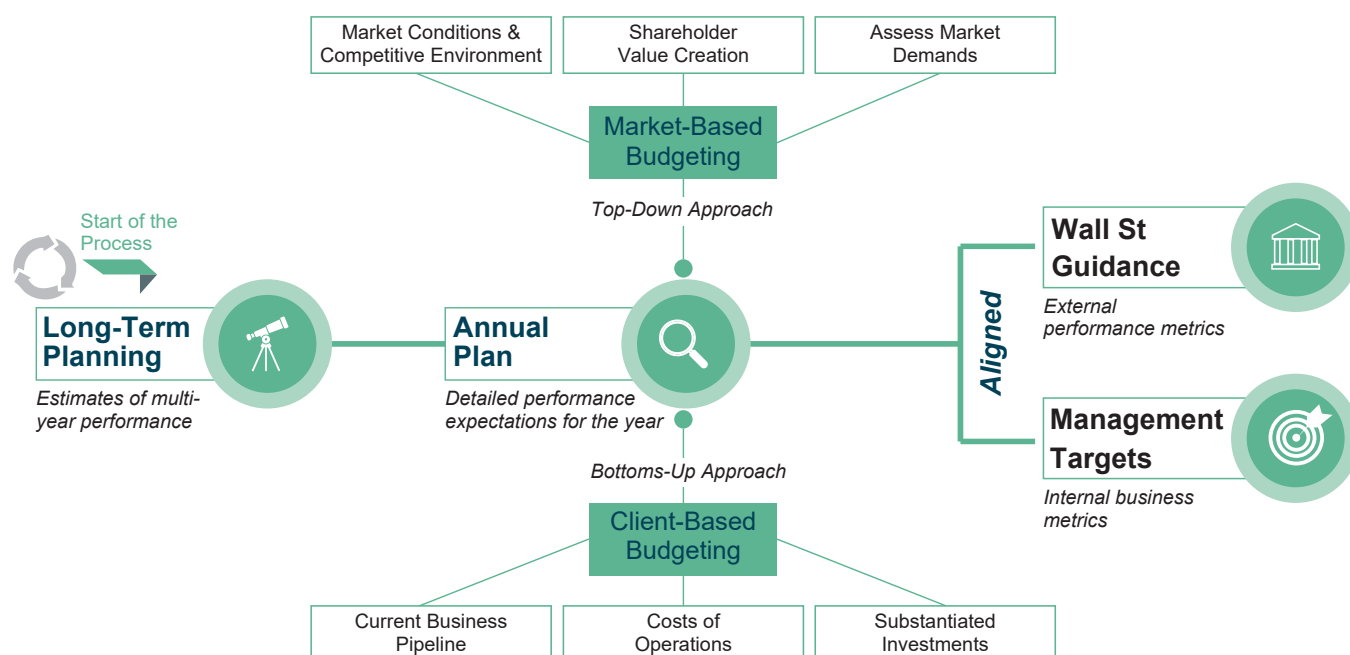 Market Conditions &
Competitive Environment
Shareholder
Value Creation
Assess Market
Demands
Market-Based
Budgeting
Top-Down Approach
Start of the
Process
Long-Term
Planning
Estimates of multi-
year performance
Annual
Plan
Detailed performance
expectations for the year
Aligned
Wall St
Guidance
External
performance metrics
Management
Targets
Internal business
metrics
Bottoms-Up Approach
Client-Based
Budgeting
Current Business
Pipeline
Costs of
Operations
Substantiated
Investments